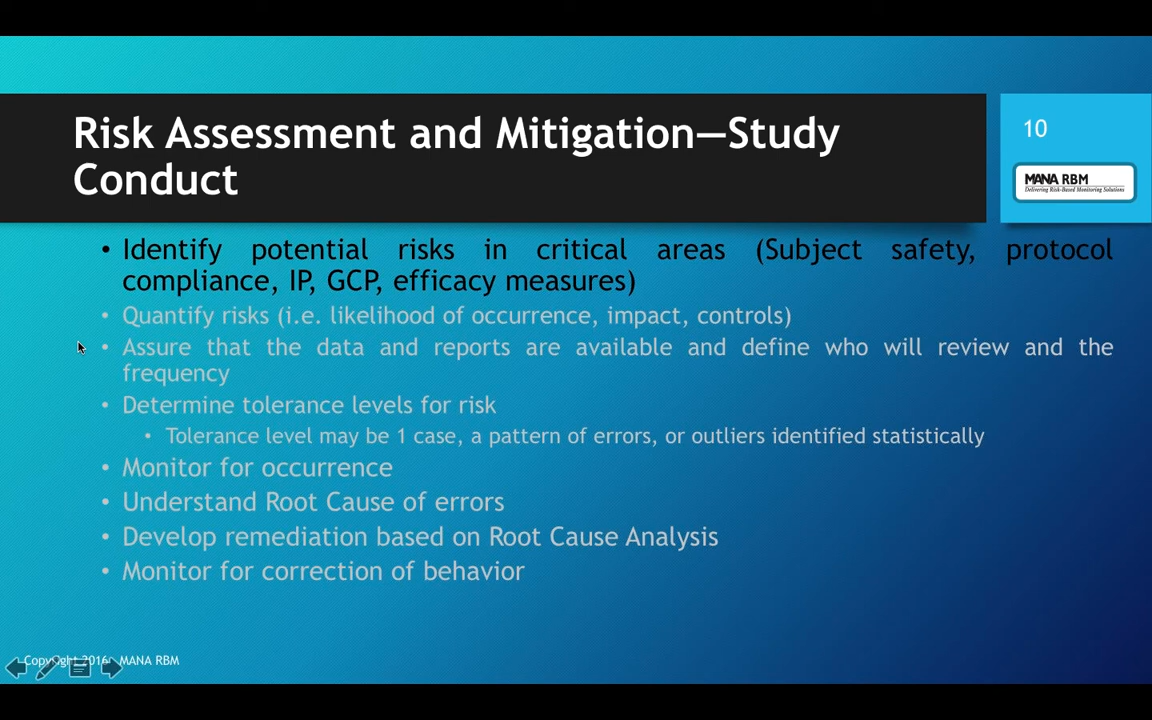 Risk Assessment and Mitigation—Study
Conduct
10
MANA RBM
Delivering Risk-Based Monitoring Solutions
• Identify potential risks in critical areas (Subject safety, protocol
compliance, IP, GCP, efficacy measures)
• Quantify risks (i.e. likelihood of occurrence, impact, controls)
• Assure that the data and reports are available and define who will review and the
frequency
• Determine tolerance levels for risk
• Tolerance level may be 1 case, a pattern of errors, or outliers identified statistically
• Monitor for occurrence
• Understand Root Cause of errors
• Develop remediation based on Root Cause Analysis
• Monitor for correction of behavior
Copyright 2016 MANA RBM